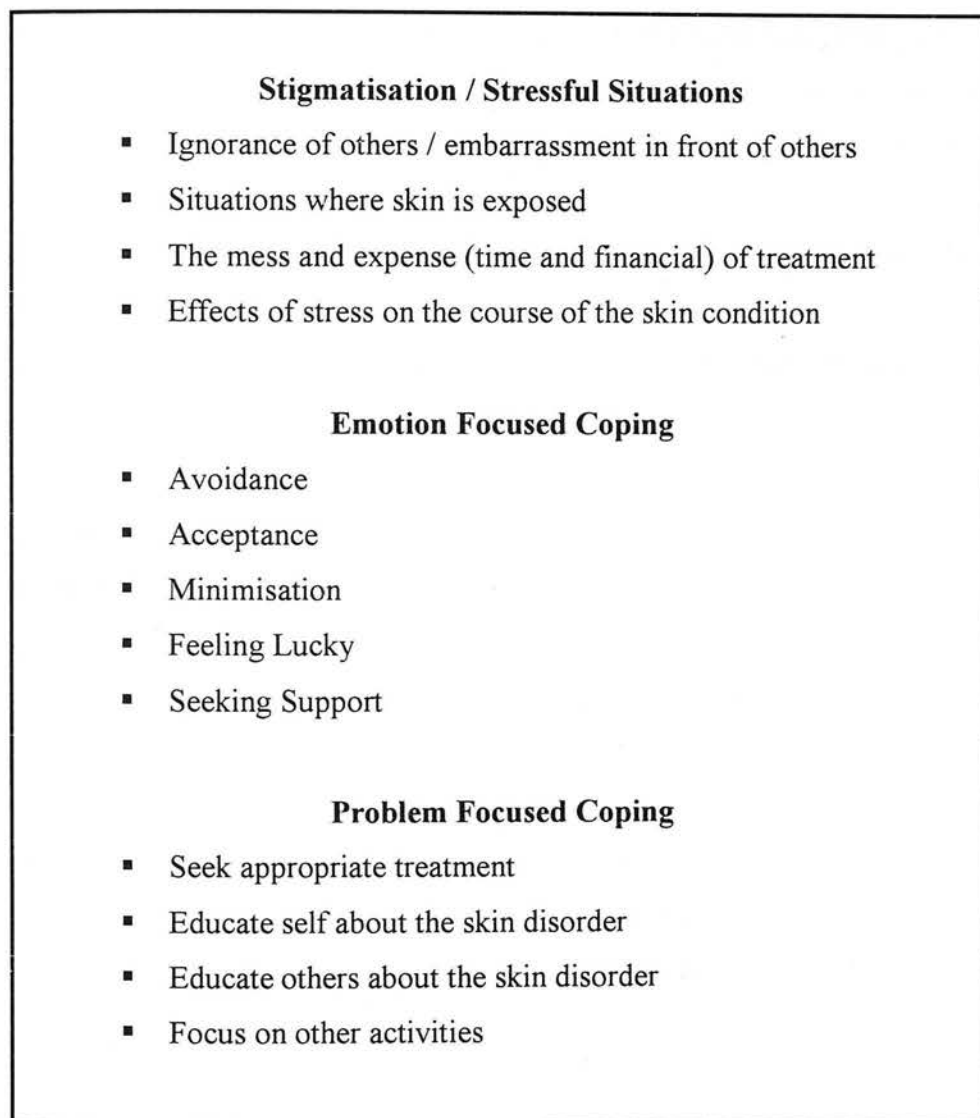 Stigmatisation / Stressful Situations
▪ Ignorance of others / embarrassment in front of others
▪ Situations where skin is exposed
▪ The mess and expense (time and financial) of treatment
▪ Effects of stress on the course of the skin condition
Emotion Focused Coping
▪ Avoidance
▪ Acceptance
▪ Minimisation
▪ Feeling Lucky
▪ Seeking Support
Problem Focused Coping
▪ Seek appropriate treatment
▪ Educate self about the skin disorder
▪ Educate others about the skin disorder
▪ Focus on other activities